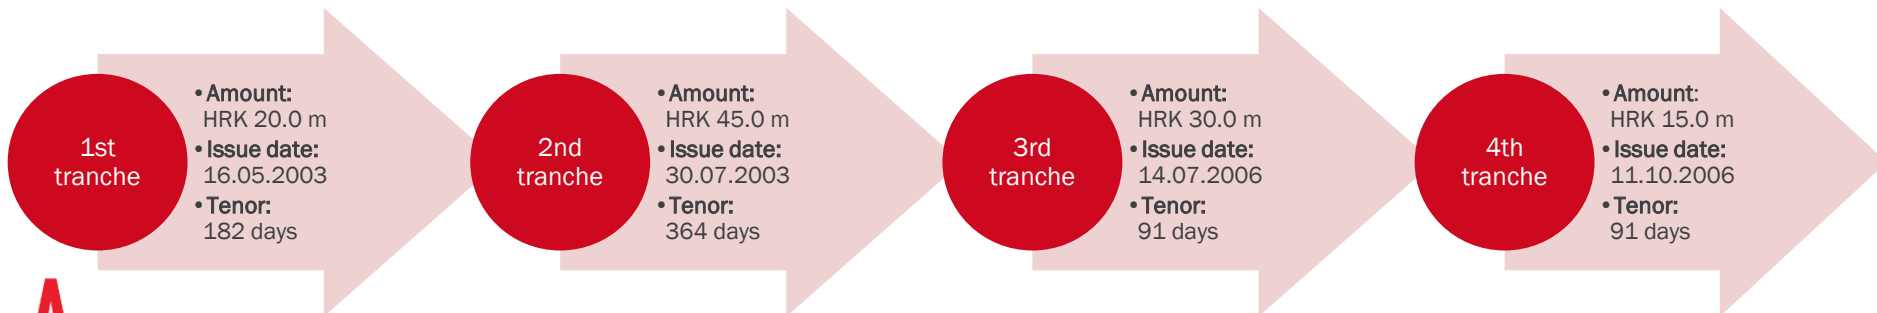 1st
tranche
• Amount:
HRK 20.0 m
• Issue date:
16.05.2003
• Tenor:
182 days
2nd
tranche
• Amount:
HRK 45.0 m
• Issue date:
30.07.2003
• Tenor:
364 days
3rd
tranche
• Amount:
HRK 30.0 m
• Issue date:
14.07.2006
• Tenor:
91 days
4th
tranche
• Amount:
HRK 15.0 m
• Issue date:
11.10.2006
• Tenor:
91 days